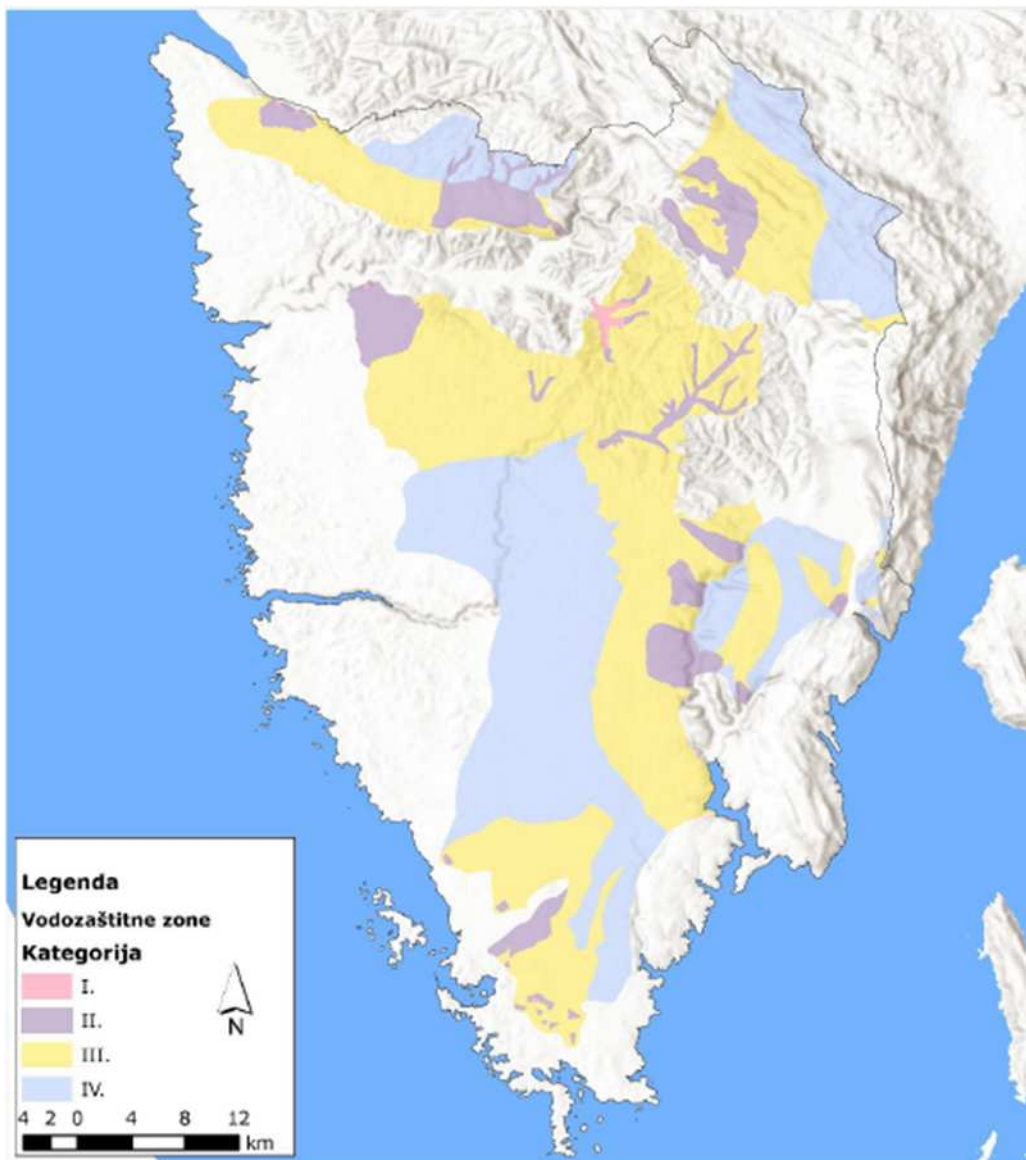 Legenda
Vodozaštitne zone
Kategorija
I.
II.
III.
IV.
N
4 2 0 4 8 12
km